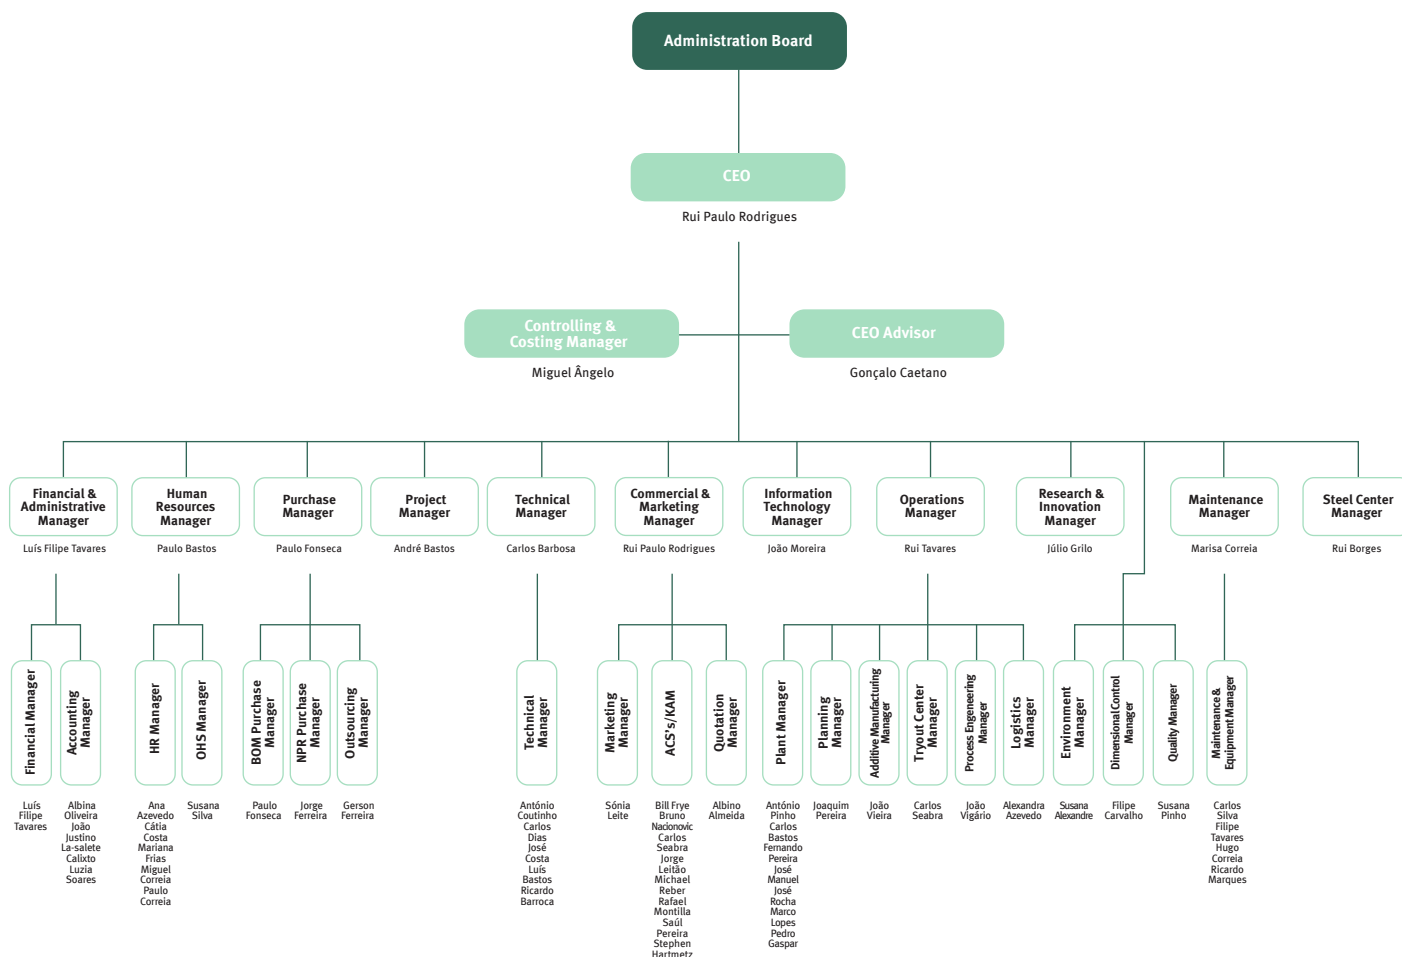 Administration Board
CEO
Rui Paulo Rodrigues
Controlling &
Costing Manager
Miguel Ângelo
CEO Advisor
Gonçalo Caetano
Financial &
Administrative
Manager
Luís Filipe Tavares
Human
Resources
Manager
Paulo Bastos
Purchase
Manager
Paulo Fonseca
Project
Manager
André Bastos
Technical
Manager
Carlos Barbosa
Commercial &
Marketing
Manager
Rui Paulo Rodrigues
Information
Technology
Manager
João Moreira
Operations
Manager
Rui Tavares
Research &
Innovation
Manager
Júlio Grilo
Maintenance
Manager
Marisa Correia
Steel Center
Manager
Rui Borges
Financial Manager
Luís
Filipe
Tavares
Accounting
Manager
Albina
Oliveira
João
Justino
La-salete
Calixto
Luzia
Soares
HR Manager
Ana
Azevedo
Cátia
Costa
Mariana
Frias
Miguel
Correia
Paulo
Correia
OHS Manager
Susana
Silva
BOM Purchase
Manager
Paulo
Fonseca
NPR Purchase
Manager
Jorge
Ferreira
Outsourcing
Manager
Gerson
Ferreira
Technical
Manager
António
Coutinho
Carlos
Dias
José
Costa
Luís
Bastos
Ricardo
Barroca
Marketing
Manager
Sónia
Leite
ACS's/KAM
Bill Frye
Bruno
Nacionovic
Carlos
Seabra
Jorge
Leitão
Michael
Reber
Rafael
Montilla
Saúl
Pereira
Stephen
Hartmetz
Quotation
Manager
Albino
Almeida
Plant Manager
António
Pinho
Carlos
Bastos
Fernando
Pereira
José
Manuel
José
Rocha
Marco
Lopes
Pedro
Gaspar
Planning
Manager
Joaquim
Pereira
Additive Manufacturing
Manager
João
Vieira
Tryout Center
Manager
Carlos
Seabra
Process Engeneering
Manager
João
Vigário
Logistics
Manager
Alexandra
Azevedo
Environment
Manager
Susana
Alexandre
Dimensional Control
Manager
Filipe
Carvalho
Quality Manager
Susana
Pinho
Maintenance &
Equipment Manager
Carlos
Silva
Filipe
Tavares
Hugo
Correia
Ricardo
Marques